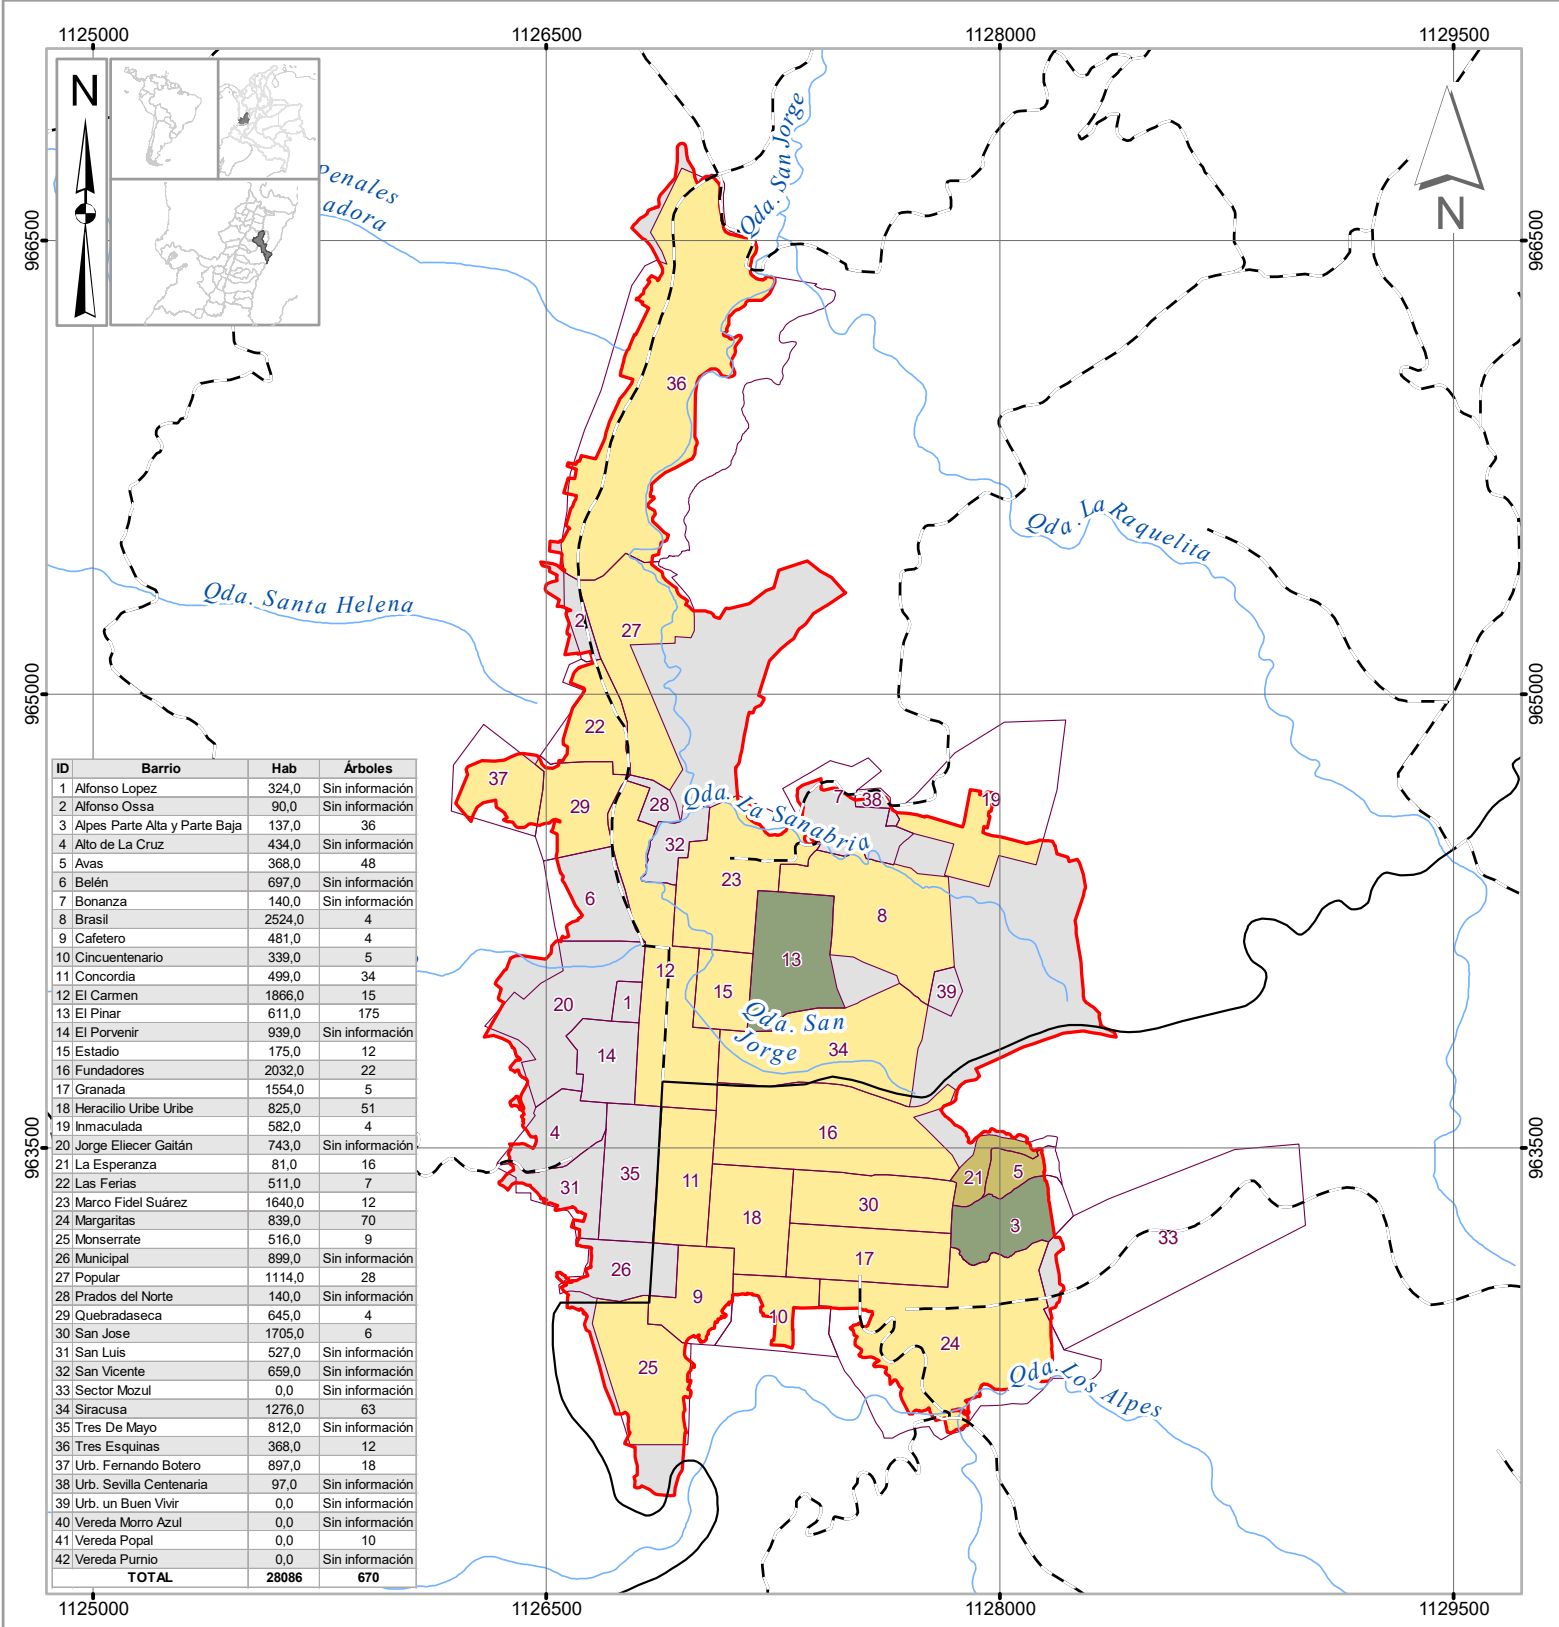 1125000 1126500 1128000 1129500
N
N
966500
966500
Qda. San Jorge
penales
adora
36
Qda. La Raquelita
Qda. Santa Helena
2
27
965000
965000
22
37
29
28
Qda. La Sanabria
7
38
19
32
23
8
6
13
12
15
39
20
1
Qda. San
Jorge
34
14
16
4
963500
963500
35
31
11
21
5
18
30
3
33
17
26
9
10
24
25
Qda. Los Alpes
ID Barrio Hab Árboles
1 Alfonso Lopez 324,0 Sin información
2 Alfonso Ossa 90,0 Sin información
3 Alpes Parte Alta y Parte Baja 137,0 36
4 Alto de La Cruz 434,0 Sin información
5 Avas 368,0 48
6 Belén 697,0 Sin información
7 Bonanza 140,0 Sin información
8 Brasil 2524,0 4
9 Cafetero 481,0 4
10 Cincuentenario 339,0 5
11 Concordia 499,0 34
12 El Carmen 1866,0 15
13 El Pinar 611,0 175
14 El Porvenir 939,0 Sin información
15 Estadio 175,0 12
16 Fundadores 2032,0 22
17 Granada 1554,0 5
18 Heracilio Uribe Uribe 825,0 51
19 Inmaculada 582,0 4
20 Jorge Eliecer Gaitán 743,0 Sin información
21 La Esperanza 81,0 16
22 Las Ferias 511,0 7
23 Marco Fidel Suárez 1640,0 12
24 Margaritas 839,0 70
25 Monserrate 516,0 9
26 Municipal 899,0 Sin información
27 Popular 1114,0 28
28 Prados del Norte 140,0 Sin información
29 Quebradaseca 645,0 4
30 San Jose 1705,0 6
31 San Luis 527,0 Sin información
32 San Vicente 659,0 Sin información
33 Sector Mozul 0,0 Sin información
34 Siracusa 1276,0 63
35 Tres De Mayo 812,0 Sin información
36 Tres Esquinas 368,0 12
37 Urb. Fernando Botero 897,0 18
38 Urb. Sevilla Centenaria 97,0 Sin información
39 Urb. un Buen Vivir 0,0 Sin información
40 Vereda Morro Azul 0,0 Sin información
41 Vereda Popal 0,0 10
42 Vereda Purnio 0,0 Sin información
TOTAL 28086 670
1125000 1126500 1128000 1129500